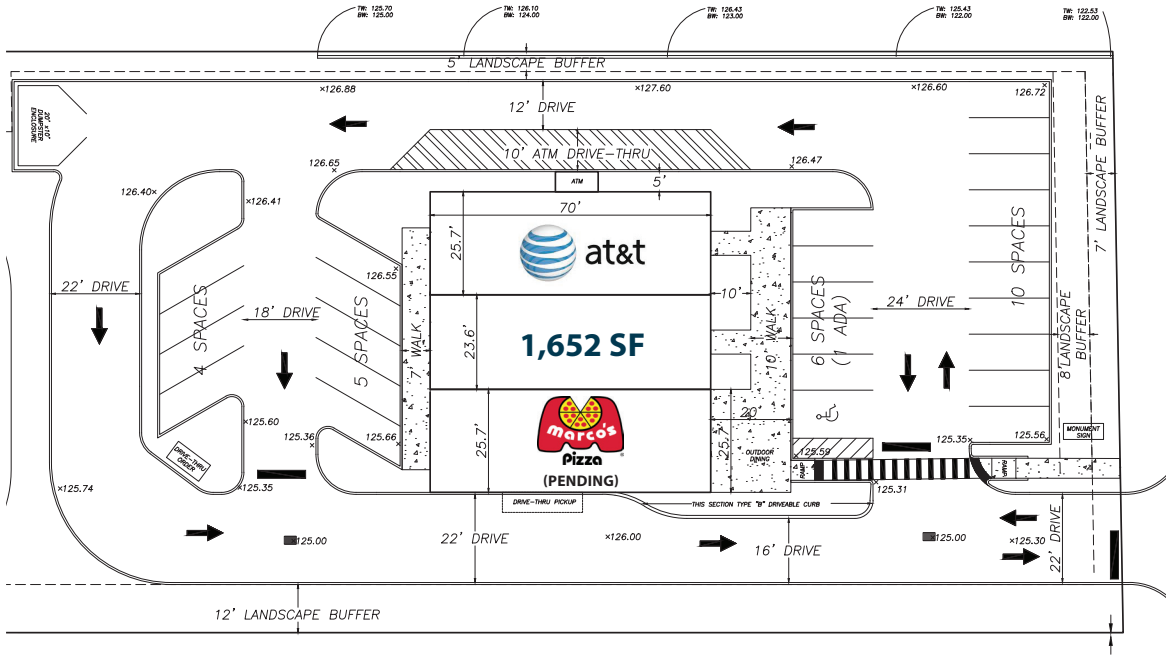 TW: 125.70
BW: 125.00
TW: 126.10
BW: 124.00
TW: 126.43
BW: 123.00
TW: 125.43
BW: 122.00
TW: 122.53
BW: 122.00
5' LANDSCAPE BUFFER
×126.88
×127.60
×126.60
126.72×
20' x10'
DUMPSTER
ENCLOSURE
12' DRIVE
10' ATM DRIVE-THRU
126.65×
×126.47
ATM
5'
7' LANDSCAPE BUFFER
126.40×
×126.41
70'
25.7'
at&t
126.55×
10 SPACES
22' DRIVE
18' DRIVE
4 SPACES
5 SPACES
7' WALK
23.6'
1,652 SF
10'
10' WALK
6 SPACES
(1 ADA)
24' DRIVE
8' LANDSCAPE
BUFFER
25.7'
marco's
Pizza
(PENDING)
20'
25.7'
OUTDOOR
DINING
MONUMENT
SIGN
×125.60
125.36×
125.66×
125.35×
125.56×
125.59
RAMP
RAMP
DRIVE-THRU
ORDER
×125.74
×125.35
×125.31
DRIVE-THRU PICKUP
THIS SECTION TYPE "B" DRIVEABLE CURB
×125.00
22' DRIVE
×126.00
16' DRIVE
×125.00
×125.30
22' DRIVE
12' LANDSCAPE BUFFER